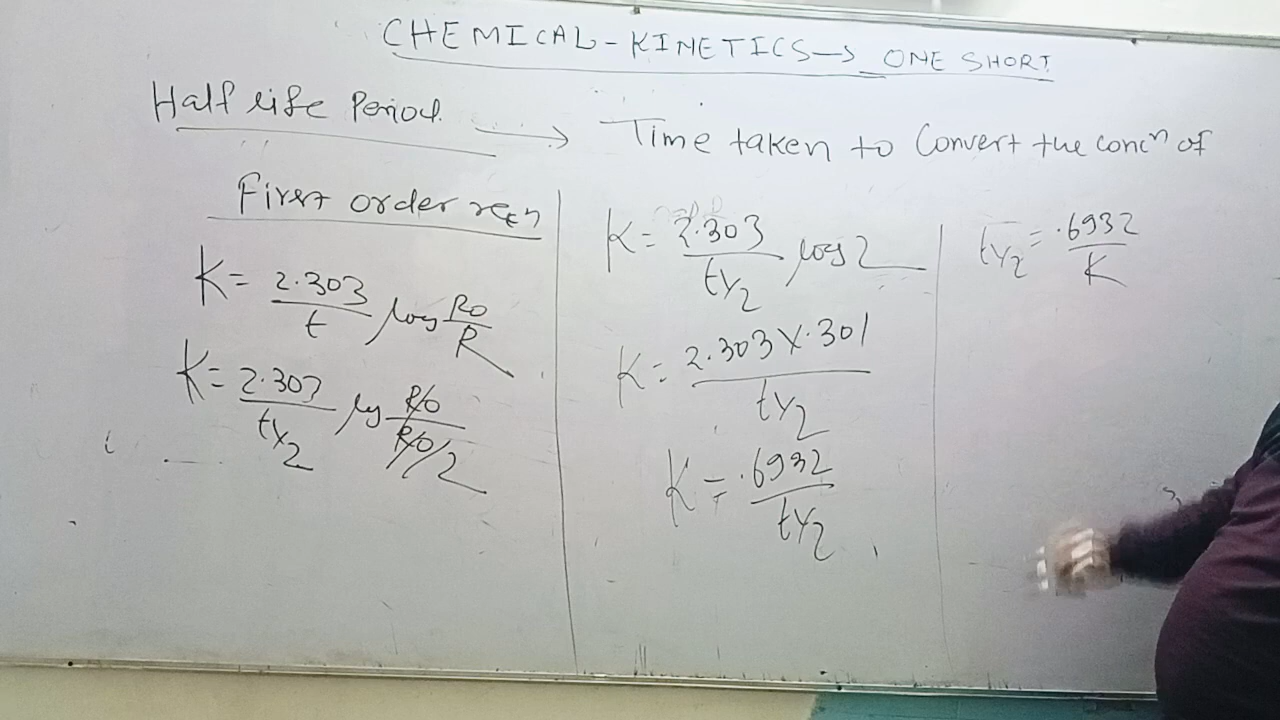 CHEMICAL-KINETICS→ ONE SHORT
Half life Period. → Time taken to Convert the concⁿ of
First order rexn
K = 2.303/t log R0/R
K = 2.303/t1/2 log R0/R0/2
K = 2.303/t1/2 log 2
K = 2.303 X .301/t1/2
K = .6932/t1/2
t1/2 = .6932/K